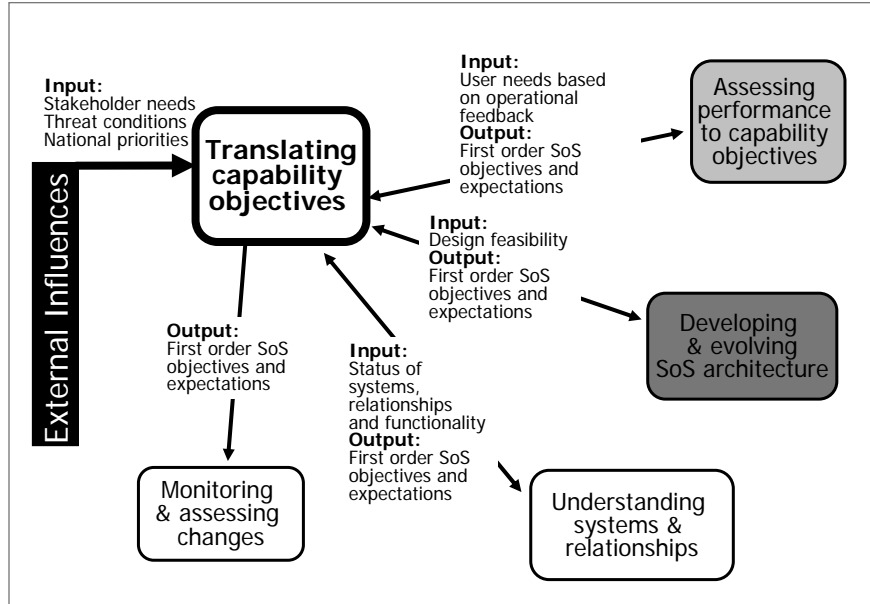 Input:
Stakeholder needs
Threat conditions
National priorities
External Influences
Translating
capability
objectives
Input:
User needs based
on operational
feedback
Output:
First order SoS
objectives and
expectations
Assessing
performance
to capability
objectives
Input:
Design feasibility
Output:
First order SoS
objectives and
expectations
Developing
& evolving
SoS architecture
Output:
First order SoS
objectives and
expectations
Input:
Status of
systems,
relationships
and functionality
Output:
First order SoS
objectives and
expectations
Monitoring
& assessing
changes
Understanding
systems &
relationships